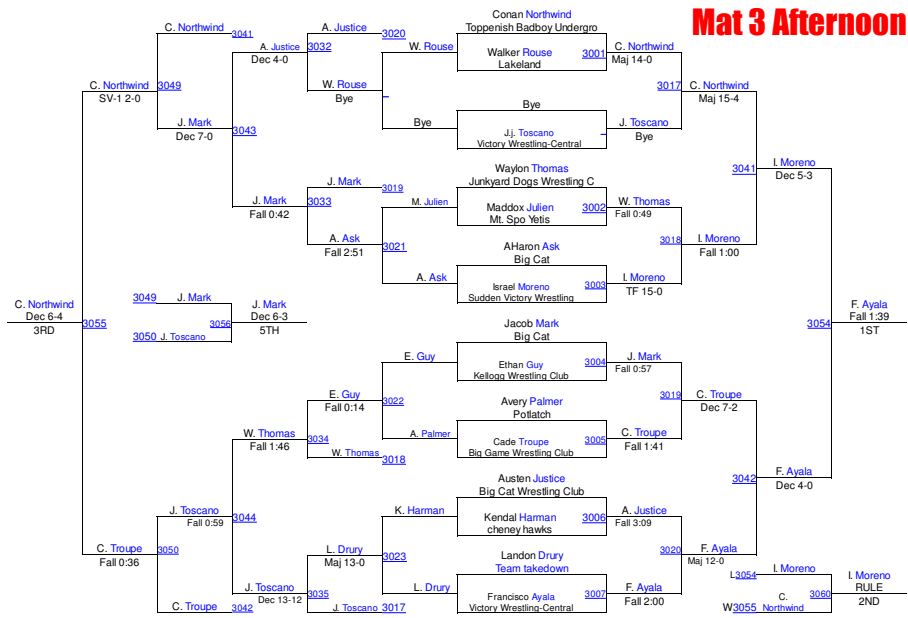 Mat 3 Afternoon
Conan Northwind
Toppenish Badboy Undergro
Walker Rouse
Lakeland
3001
C. Northwind
Maj 14-0
Bye
J.j. Toscano
Victory Wrestling-Central
J. Toscano
Bye
3017
C. Northwind
Maj 15-4
Waylon Thomas
Junkyard Dogs Wrestling C
Maddox Julien
Mt. Spo Yetis
3002
W. Thomas
Fall 0:49
AHaron Ask
Big Cat
Israel Moreno
Sudden Victory Wrestling
3003
I. Moreno
TF 15-0
3018
I. Moreno
Fall 1:00
3041
I. Moreno
Dec 5-3
Jacob Mark
Big Cat
Ethan Guy
Kellogg Wrestling Club
3004
J. Mark
Fall 0:57
Avery Palmer
Potlatch
Cade Troupe
Big Game Wrestling Club
3005
C. Troupe
Fall 1:41
3019
C. Troupe
Dec 7-2
Austen Justice
Big Cat Wrestling Club
Kendal Harman
cheney hawks
3006
A. Justice
Fall 3:09
Landon Drury
Team takedown
Francisco Ayala
Victory Wrestling-Central
3007
F. Ayala
Fall 2:00
3020
F. Ayala
Maj 12-0
3042
F. Ayala
Dec 4-0
3054
F. Ayala
Fall 1:39
1ST
L3054
I. Moreno
W3055
C.
Northwind
3060
I. Moreno
RULE
2ND
W. Rouse
Bye
A. Justice
3020
W. Rouse
Bye
3032
A. Justice
Dec 4-0
M. Julien
A. Ask
3021
J. Mark
3019
A. Ask
Fall 2:51
3033
J. Mark
Fall 0:42
3043
J. Mark
Dec 7-0
C. Northwind
3041
3049
C. Northwind
SV-1 2-0
3049
J. Mark
3050
J. Toscano
3056
J. Mark
Dec 6-3
5TH
C. Northwind
Dec 6-4
3RD
3055
E. Guy
A. Palmer
3022
E. Guy
Fall 0:14
W. Thomas
3018
3034
W. Thomas
Fall 1:46
K. Harman
L. Drury
3023
L. Drury
Maj 13-0
J. Toscano
3017
3035
J. Toscano
Dec 13-12
3044
J. Toscano
Fall 0:59
C. Troupe
3042
3050
C. Troupe
Fall 0:36